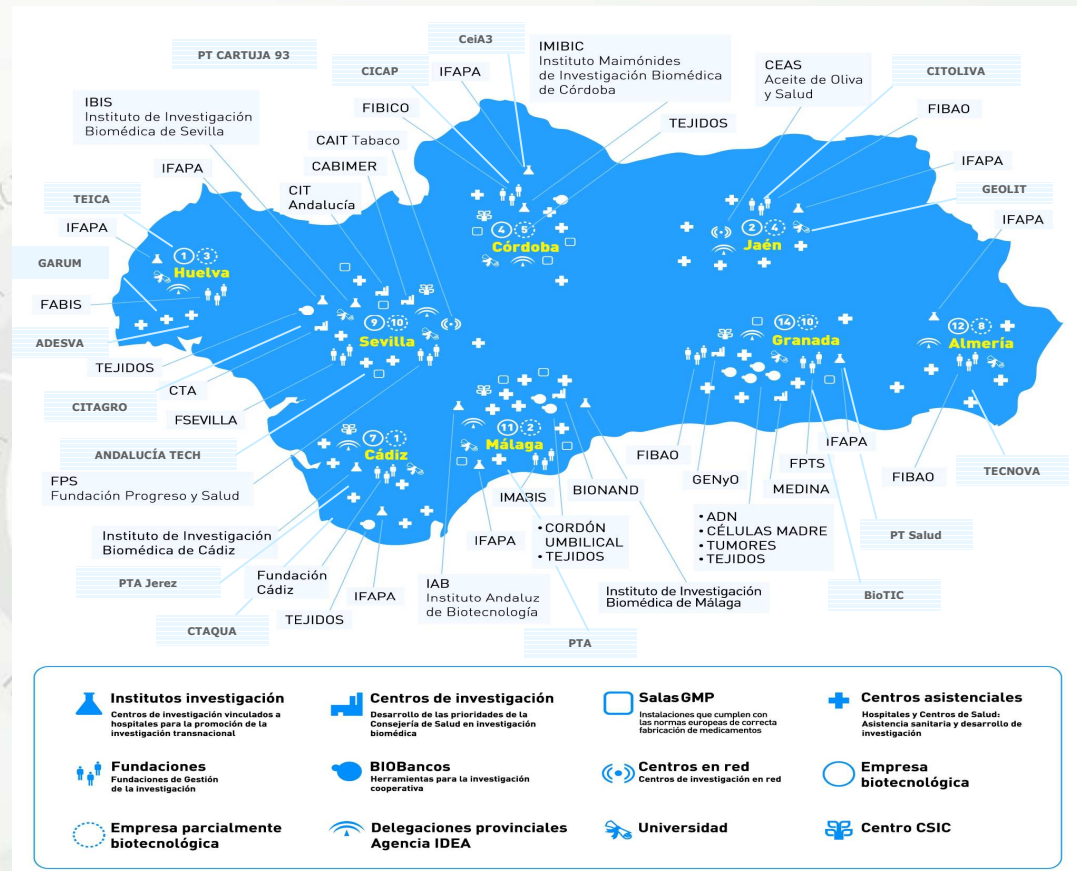 CeiA3
PT CARTUJA 93
CICAP
IFAPA
IMIBIC
Instituto Maimónides
de Investigación Biomédica
de Córdoba
CEAS
Aceite de Oliva
y Salud
CITOLIVA
FIBICO
FIBAO
IBIS
Instituto de Investigación
Biomédica de Sevilla
CAIT Tabaco
TEJIDOS
IFAPA
CABIMER
IFAPA
TEICA
CIT
Andalucía
GEOLIT
IFAPA
IFAPA
GARUM
1
3
Huelva
4
5
Córdoba
2
4
Jaén
FABIS
9
10
Sevilla
14
10
Granada
12
8
Almería
ADESVA
TEJIDOS
CTA
CITAGRO
FSEVILLA
7
1
Cádiz
11
2
Málaga
ANDALUCÍA TECH
FPS
Fundación Progreso y Salud
FIBAO
GENyO
IFAPA
FPTS
MEDINA
FIBAO
TECNOVA
IMABIS
BIONAND
Instituto de Investigación
Biomédica de Cádiz
IFAPA
• CORDÓN
UMBILICAL
• TEJIDOS
• ADN
• CÉLULAS MADRE
• TUMORES
• TEJIDOS
PT Salud
PTA Jerez
Fundación
Cádiz
IFAPA
IAB
Instituto Andaluz
de Biotecnología
Instituto de Investigación
Biomédica de Málaga
BioTIC
CTAQUA
TEJIDOS
PTA
Institutos investigación
Centros de investigación vinculados a
hospitales para la promoción de la
investigación transnacional
Centros de investigación
Desarrollo de las prioridades de la
Consejería de Salud en investigación
biomédica
SalasGMP
Instalaciones que cumplen con
las normas europeas de correcta
fabricación de medicamentos
Centros asistenciales
Hospitales y Centros de Salud:
Asistencia sanitaria y desarrollo de
investigación
Fundaciones
Fundaciones de Gestión
de la investigación
BIOBancos
Herramientas para la investigación
cooperativa
Centros en red
Centros de investigación en red
Empresa
biotecnológica
Empresa parcialmente
biotecnológica
Delegaciones provinciales
Agencia IDEA
Universidad
Centro CSIC